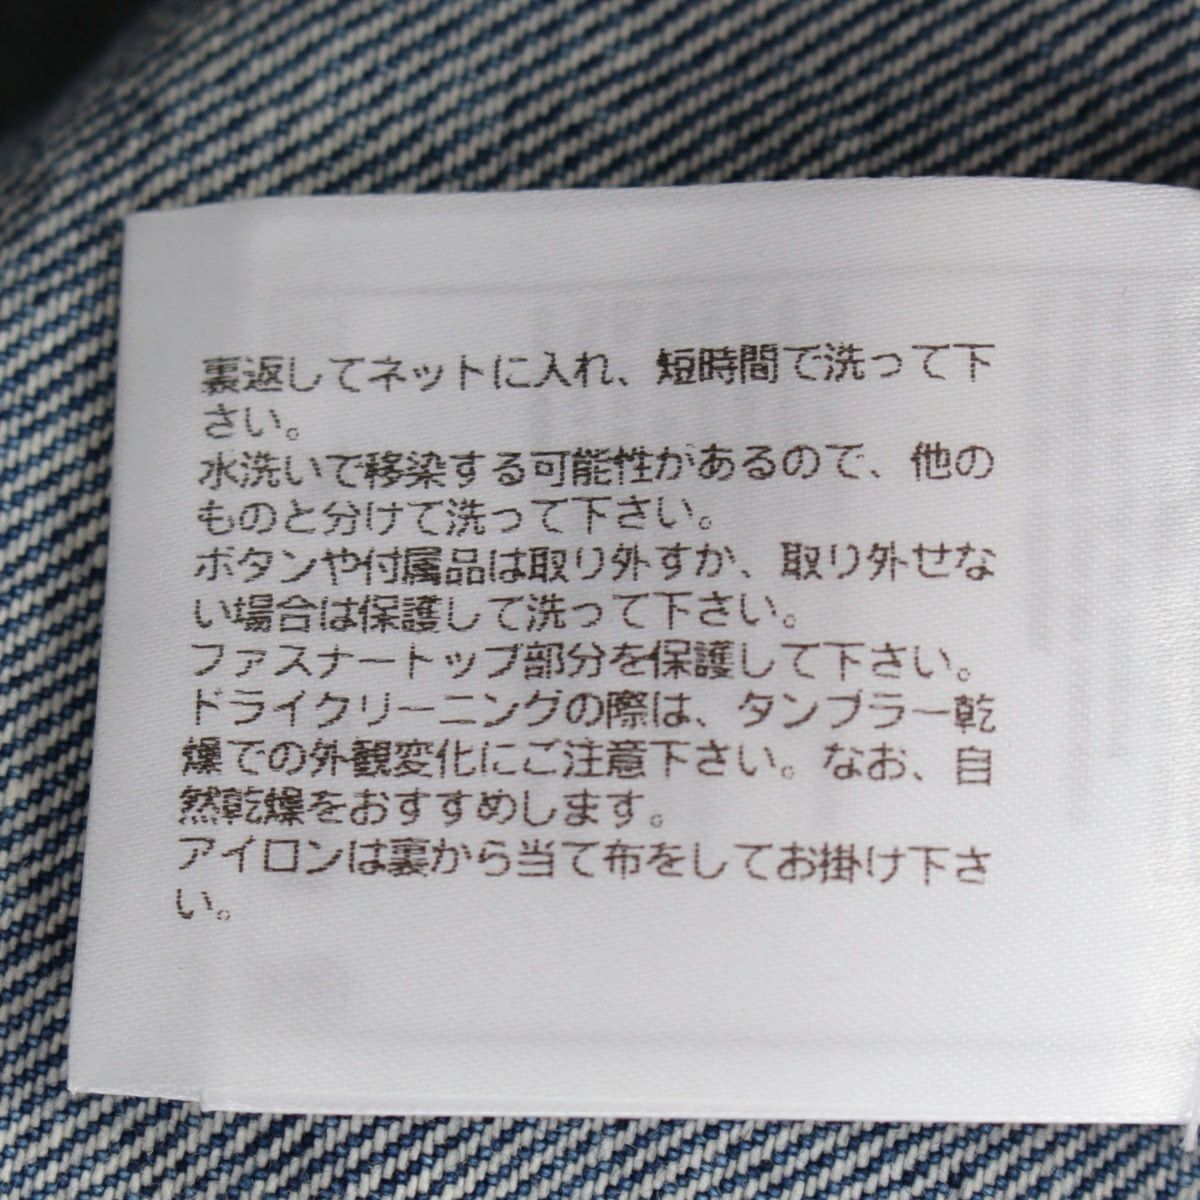 裏返してネットに入れ、短時間で洗って下
さい。
水洗いで移染する可能性があるので、他の
ものと分けて洗って下さい。
ボタンや付属品は取り外すか、取り外せな
い場合は保護して洗って下さい。
ファスナートップ部分を保護して下さい。
ドライクリーニングの際は、タンブラー乾
燥での外観変化にご注意下さい。なお、自
然乾燥をおすすめします。
アイロンは裏から当て布をしてお掛け下さ
い。